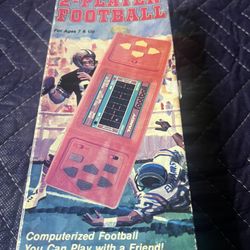 2-PLAYER
FOOTBALL
For Ages 7 & Up
Computerized Football
You Can Play with a Friend!